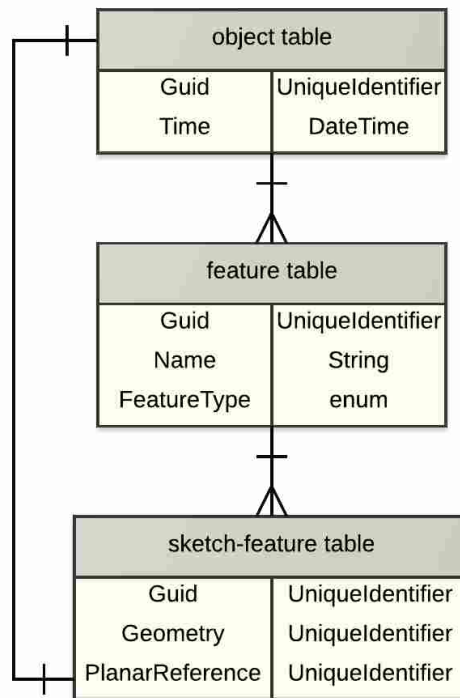 object table
Guid UniqueIdentifier
Time DateTime
feature table
Guid UniqueIdentifier
Name String
FeatureType enum
sketch-feature table
Guid UniqueIdentifier
Geometry UniqueIdentifier
PlanarReference UniqueIdentifier